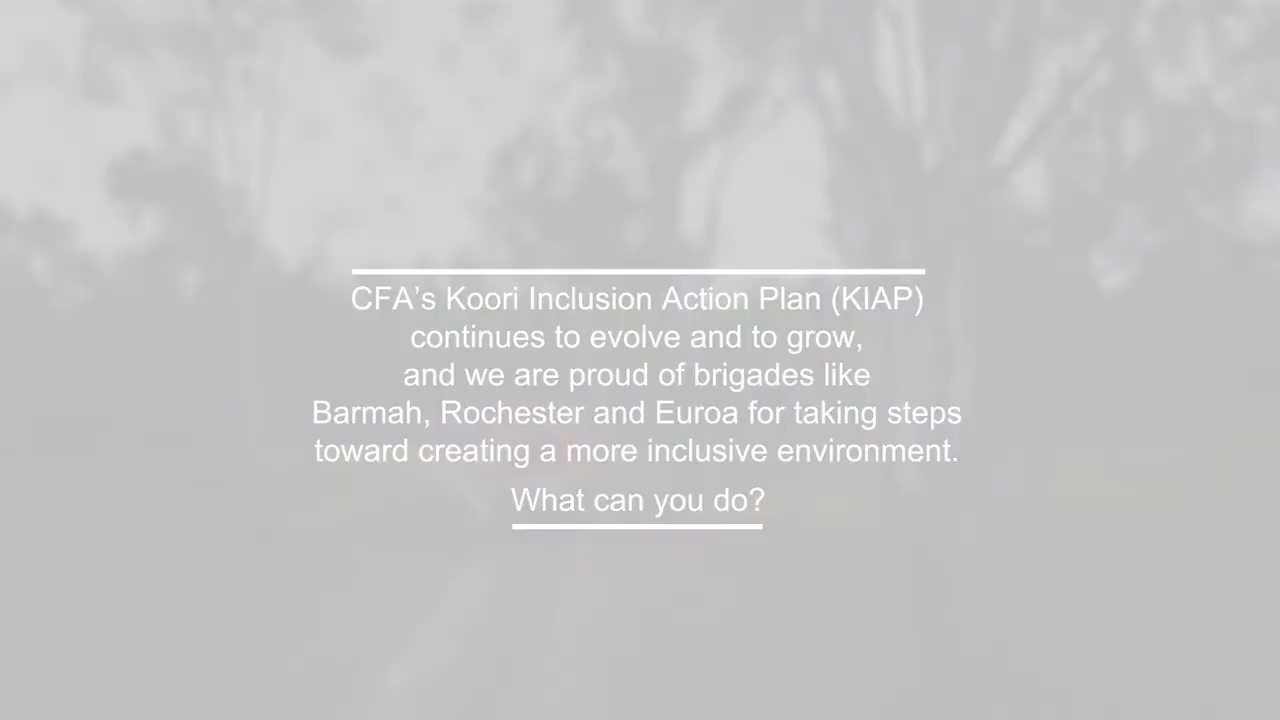 CFA’s Koori Inclusion Action Plan (KIAP)
continues to evolve and to grow,
and we are proud of brigades like
Barmah, Rochester and Euroa for taking steps
toward creating a more inclusive environment.
What can you do?